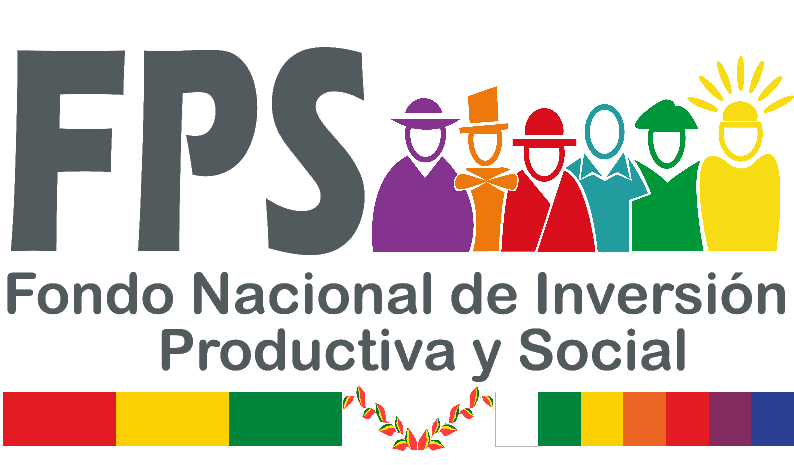 FPS
Fondo Nacional de Inversión
Productiva y Social